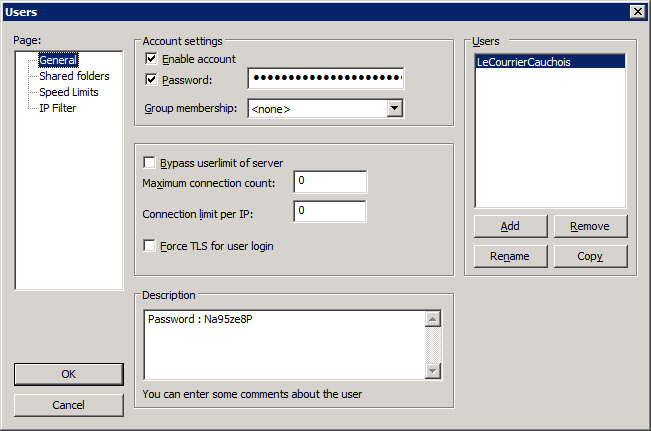 Users
Page:
General
Shared folders
Speed Limits
IP Filter
OK
Cancel
Account settings
Enable account
Password:
●●●●●●●●●●●●●●●●●●●●●●
Group membership:
<none>
Bypass userlimit of server
Maximum connection count:
0
Connection limit per IP:
0
Force TLS for user login
Description
Password : Na95ze8P
You can enter some comments about the user
Users
LeCourrierCauchois
Add
Remove
Rename
Copy